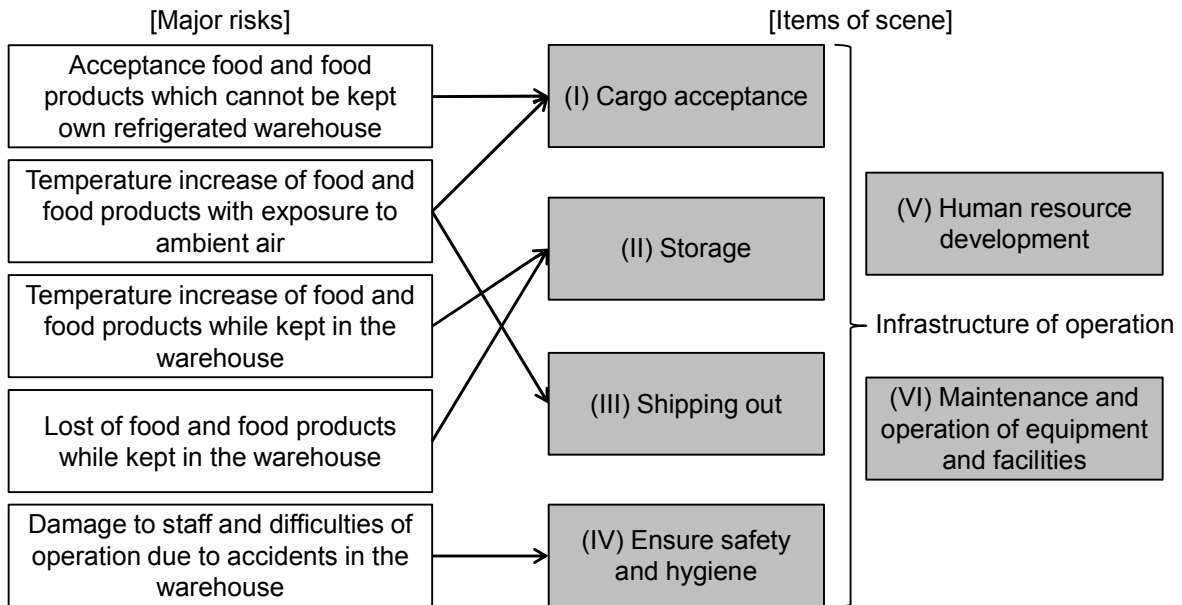 [Major risks]
[Items of scene]
Acceptance food and food
products which cannot be kept
own refrigerated warehouse
Temperature increase of food and
food products with exposure to
ambient air
Temperature increase of food and
food products while kept in the
warehouse
Lost of food and food products
while kept in the warehouse
Damage to staff and difficulties of
operation due to accidents in the
warehouse
(I) Cargo acceptance
(II) Storage
(III) Shipping out
(IV) Ensure safety
and hygiene
(V) Human resource
development
Infrastructure of operation
(VI) Maintenance and
operation of equipment
and facilities